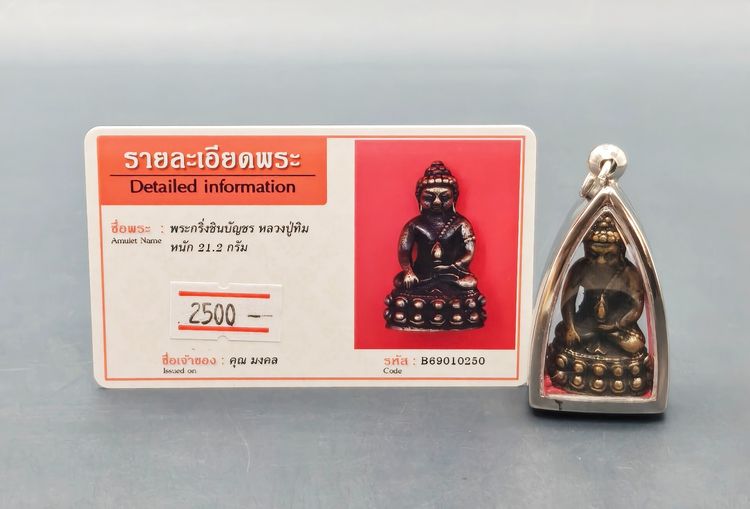 รายละเอียดพระ
Detailed information
ชื่อพระ : พระกริ่งชินบัญชร หลวงปู่ทิม
Amulet Name
หนัก 21.2 กรัม
2500 -
ชื่อเจ้าของ : คุณ มงคล
Issued on
รหัส : B69010250
Code